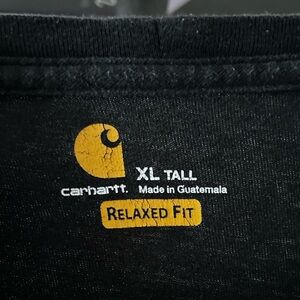 XL TALL
carhartt. Made in Guatemala
RELAXED FIT